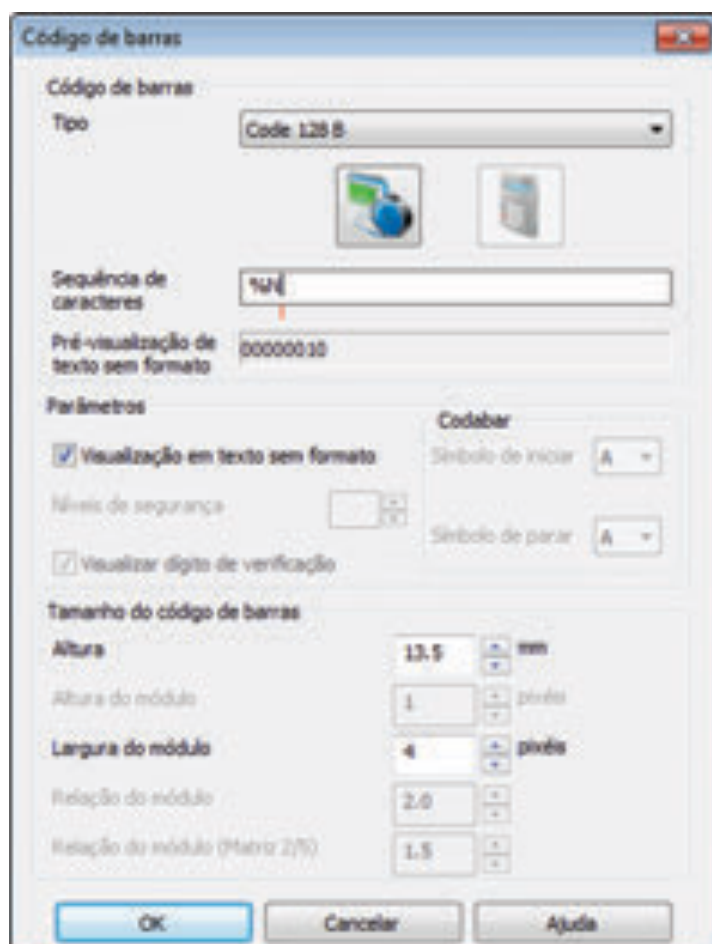 Código de barras
Código de barras
Tipo
Code 128 B
Sequência de
caracteres
Pré-visualização de
texto sem formato
00000010
Parâmetros
Codabar
Visualização em texto sem formato
Símbolo de iniciar
A
Níveis de segurança
Símbolo de parar
A
Visualizar dígito de verificação
Tamanho do código de barras
Altura
13.5
mm
Altura do módulo
1
pixéis
Largura do módulo
4
pixéis
Relação do módulo
2.0
Relação do módulo (Matriz 2/5)
1.5
OK
Cancelar
Ajuda